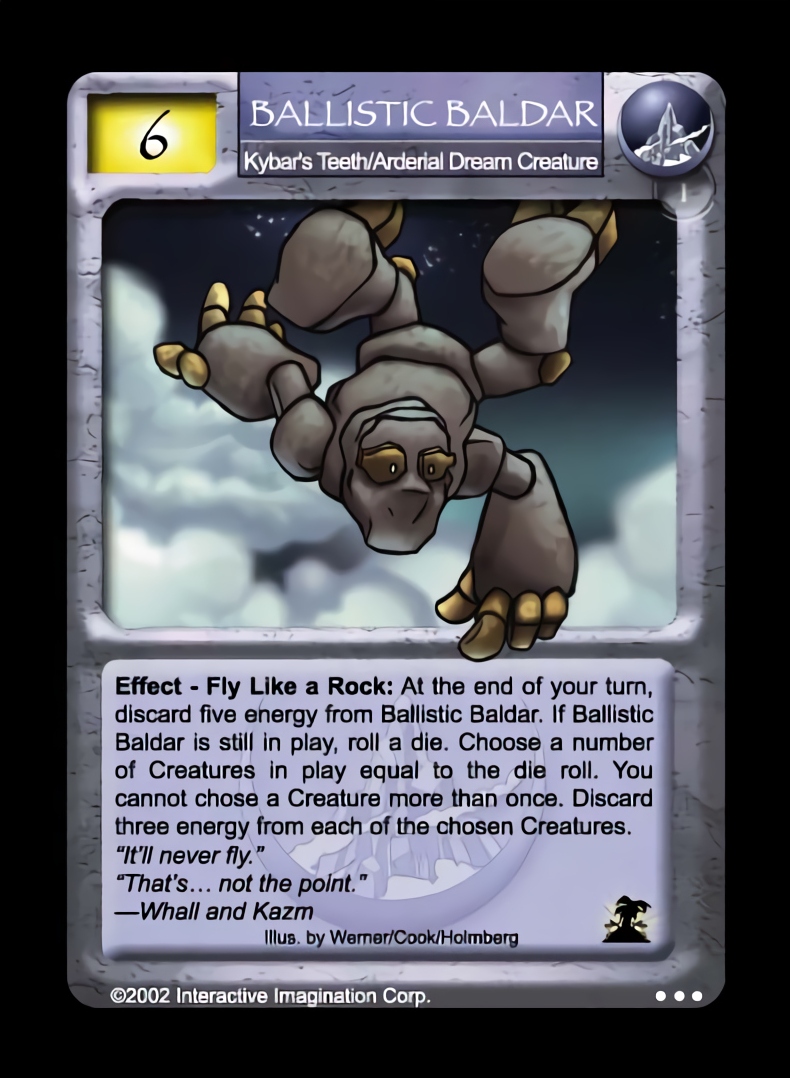 6
BALLISTIC BALDAR
Kybar's Teeth/Arderial Dream Creature
1
Effect - Fly Like a Rock: At the end of your turn,
discard five energy from Ballistic Baldar. If Ballistic
Baldar is still in play, roll a die. Choose a number
of Creatures in play equal to the die roll. You
cannot chose a Creature more than once. Discard
three energy from each of the chosen Creatures.
“It'll never fly.”
“That's... not the point.”
—Whall and Kazm
Illus. by Werner/Cook/Holmberg
©2002 Interactive Imagination Corp.